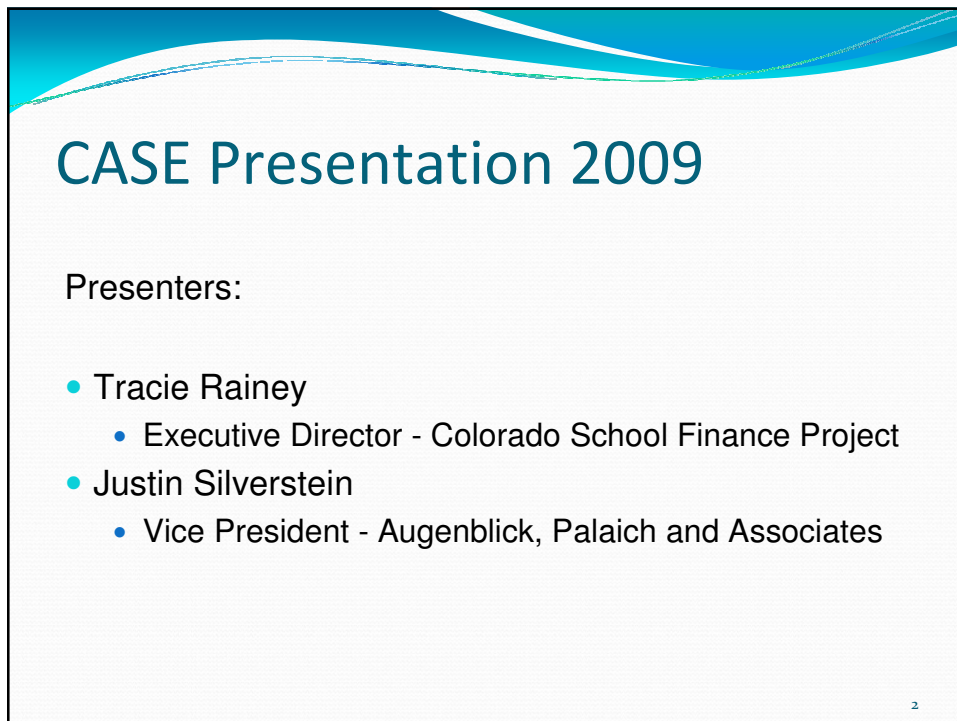 CASE Presentation 2009
Presenters:
Tracie Rainey
Executive Director - Colorado School Finance Project
Justin Silverstein
Vice President - Augenblick, Palaich and Associates
2